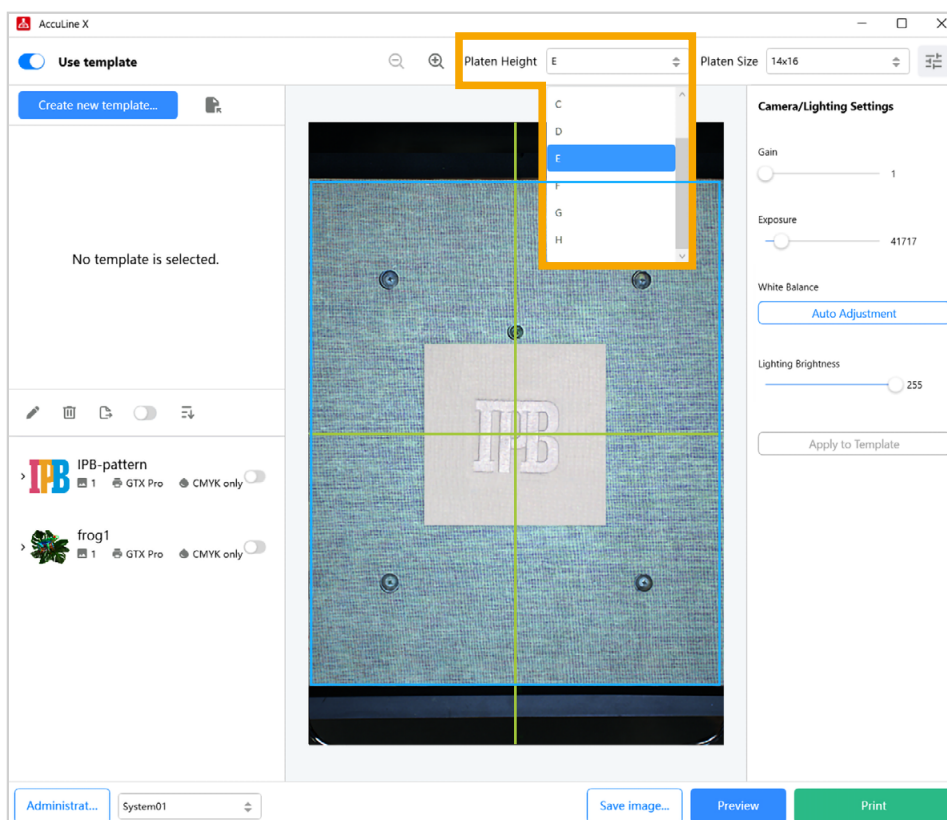 AccuLine X
Use template
Platen Height E
Platen Size 14x16
Create new template...
C
D
E
F
G
H
Camera/Lighting Settings
Gain
1
Exposure
41717
White Balance
Auto Adjustment
Lighting Brightness
255
Apply to Template
No template is selected.
IPB
IPB
IPB-pattern
1 GTX Pro CMYK only
frog1
1 GTX Pro CMYK only
Administrat...
System01
Save image...
Preview
Print